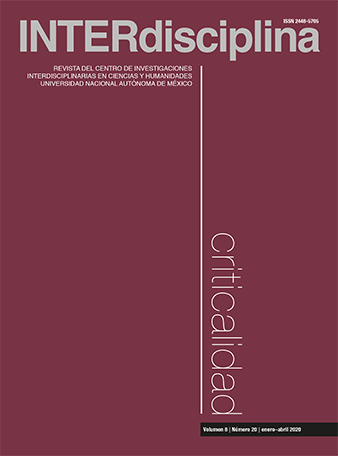 ISSN 2448-5705
INTERdisciplina
REVISTA DEL CENTRO DE INVESTIGACIONES
INTERDISCIPLINARIAS EN CIENCIAS Y HUMANIDADES
UNIVERSIDAD NACIONAL AUTÓNOMA DE MÉXICO
criticalidad
Volumen 8 | Número 20 | enero–abril 2020